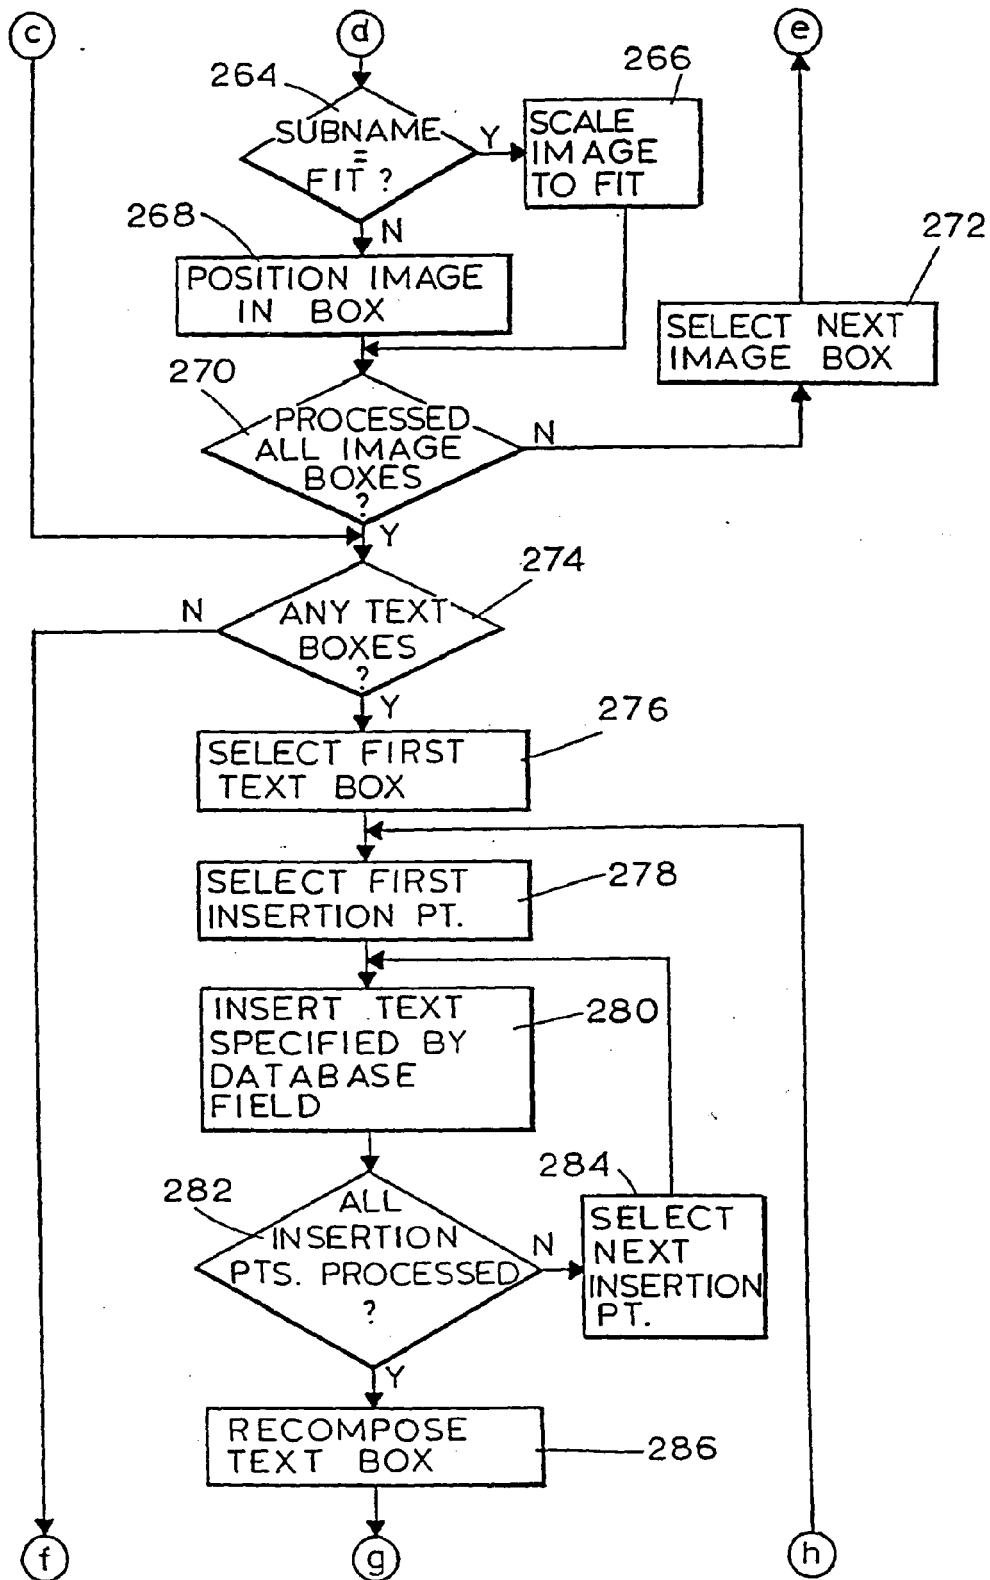 c
d
e
264
266
SUBNAME
=
FIT ?
Y
SCALE
IMAGE
TO FIT
268
N
272
POSITION IMAGE
IN BOX
SELECT NEXT
IMAGE BOX
270
PROCESSED
ALL IMAGE
BOXES
?
N
Y
274
N
ANY TEXT
BOXES
?
Y
276
SELECT FIRST
TEXT BOX
278
SELECT FIRST
INSERTION PT.
280
INSERT TEXT
SPECIFIED BY
DATABASE
FIELD
282
284
ALL
INSERTION
PTS. PROCESSED
?
N
SELECT
NEXT
INSERTION
PT.
Y
RECOMPOSE
TEXT BOX
286
f
g
h